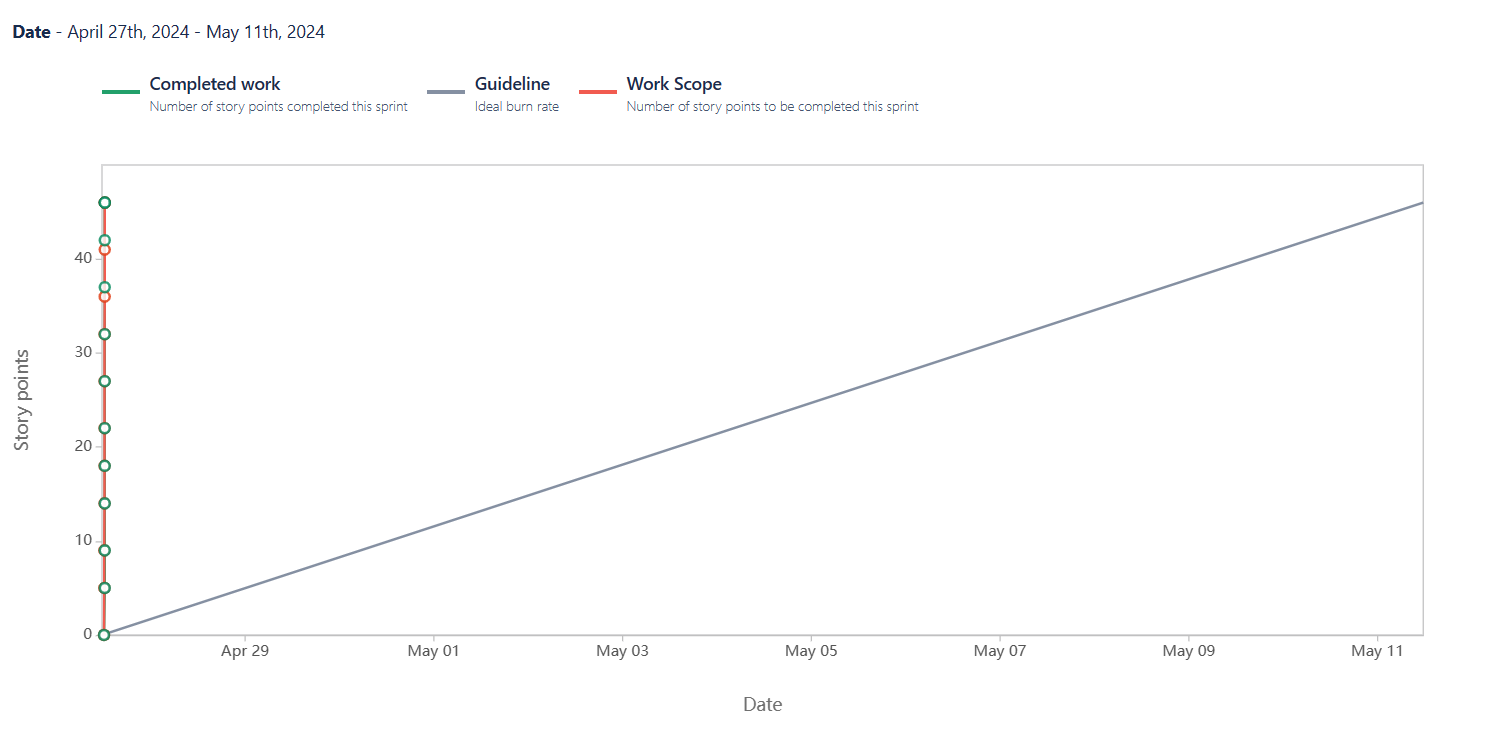 Date - April 27th, 2024 - May 11th, 2024
Completed work Guideline Work Scope
Number of story points completed this sprint Ideal burn rate Number of story points to be completed this sprint
Story points
40
30
20
10
0
Apr 29 May 01 May 03 May 05 May 07 May 09 May 11
Date